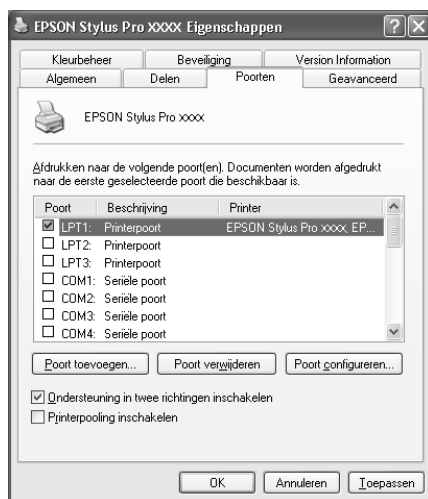 EPSON Stylus Pro XXXX Eigenschappen
Kleurbeheer Beveiliging Version Information
Algemeen Delen Poorten Geavanceerd
EPSON Stylus Pro xxxx
Afdrukken naar de volgende poort(en). Documenten worden afgedrukt
naar de eerste geselecteerde poort die beschikbaar is.
Poort Beschrijving Printer
LPT1: Printerpoort EPSON Stylus Pro xxxx, EP...
LPT2: Printerpoort
LPT3: Printerpoort
COM1: Seriële poort
COM2: Seriële poort
COM3: Seriële poort
COM4: Seriële poort
Poort toevoegen... Poort verwijderen Poort configureren...
Ondersteuning in twee richtingen inschakelen
Printerpooling inschakelen
OK Annuleren Toepassen